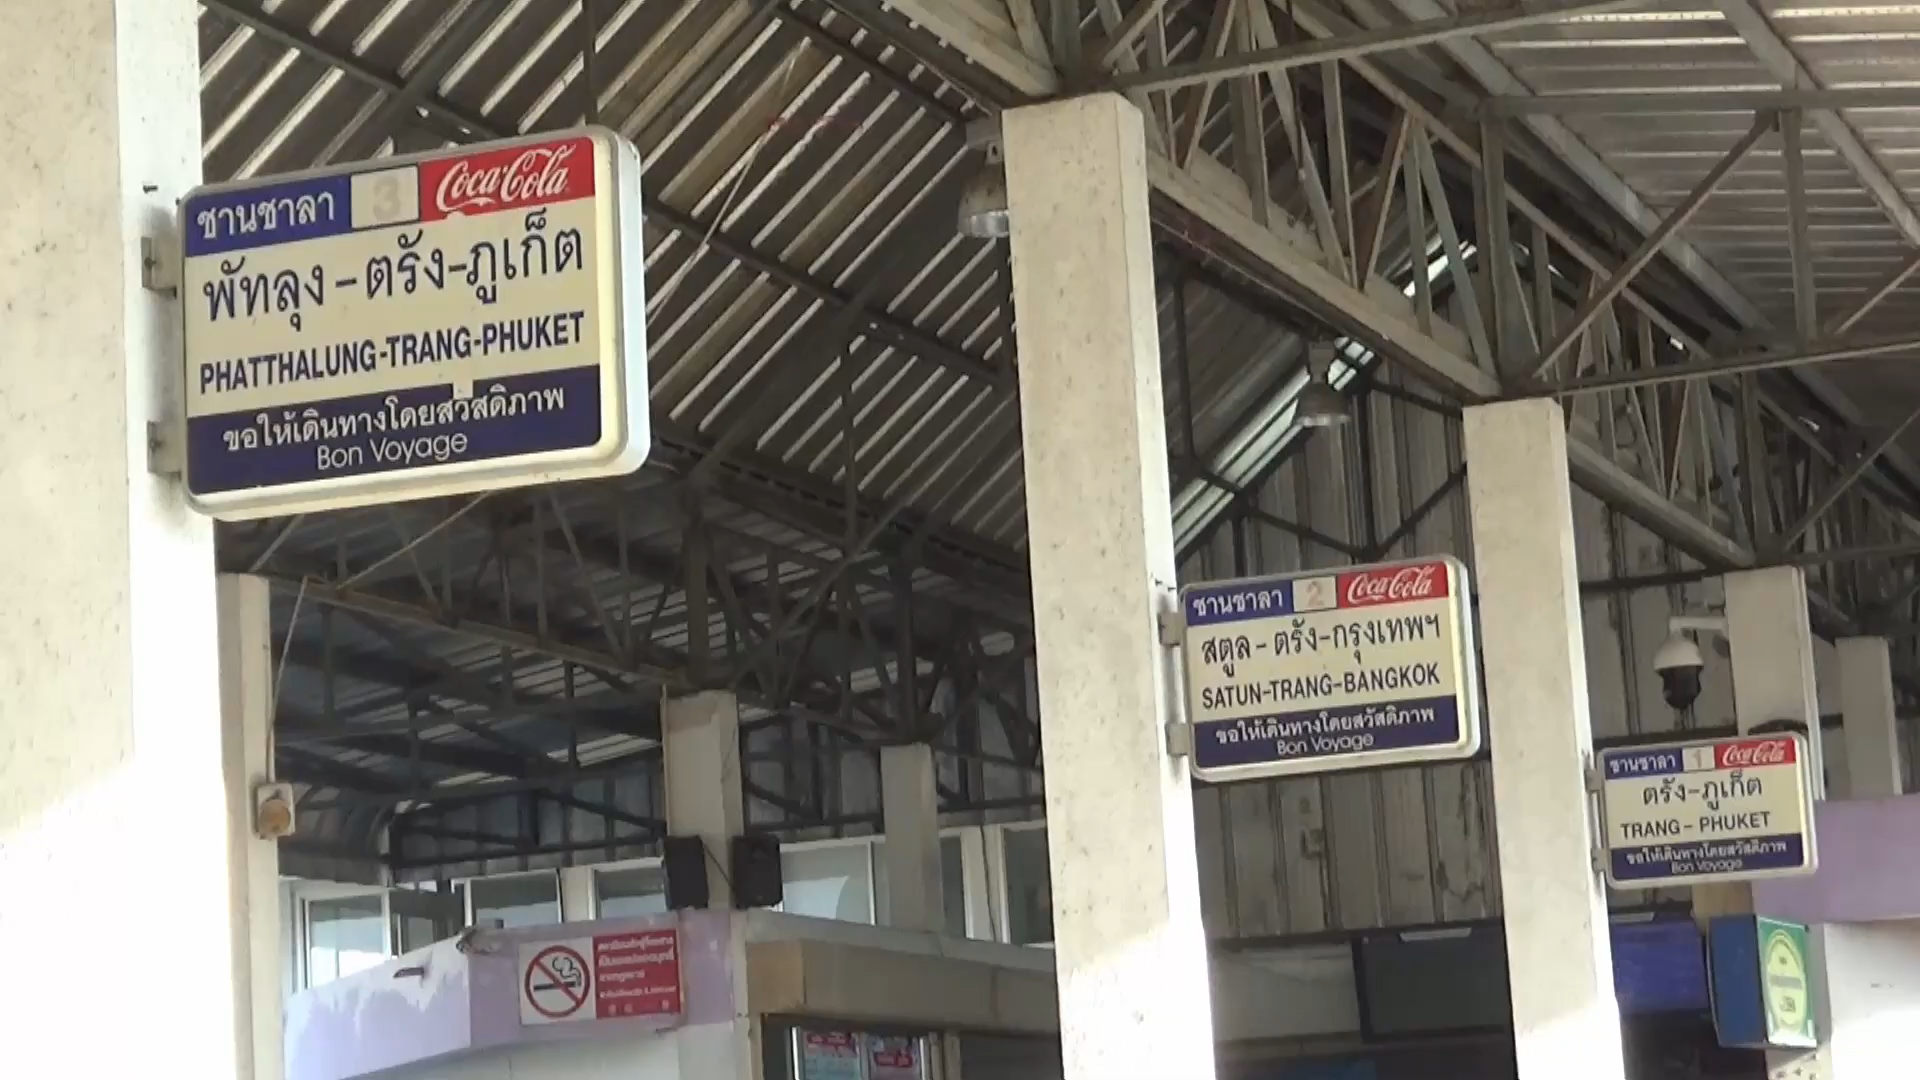 ชานชาลา 3 Coca-Cola
พัทลุง - ตรัง - ภูเก็ต
PHATTHALUNG-TRANG-PHUKET
ขอให้เดินทางโดยสวัสดิภาพ
Bon Voyage
ชานชาลา 2 Coca-Cola
สตูล - ตรัง - กรุงเทพฯ
SATUN-TRANG-BANGKOK
ขอให้เดินทางโดยสวัสดิภาพ
Bon Voyage
ชานชาลา 1 Coca-Cola
ตรัง - ภูเก็ต
TRANG - PHUKET
ขอให้เดินทางโดยสวัสดิภาพ
Bon Voyage